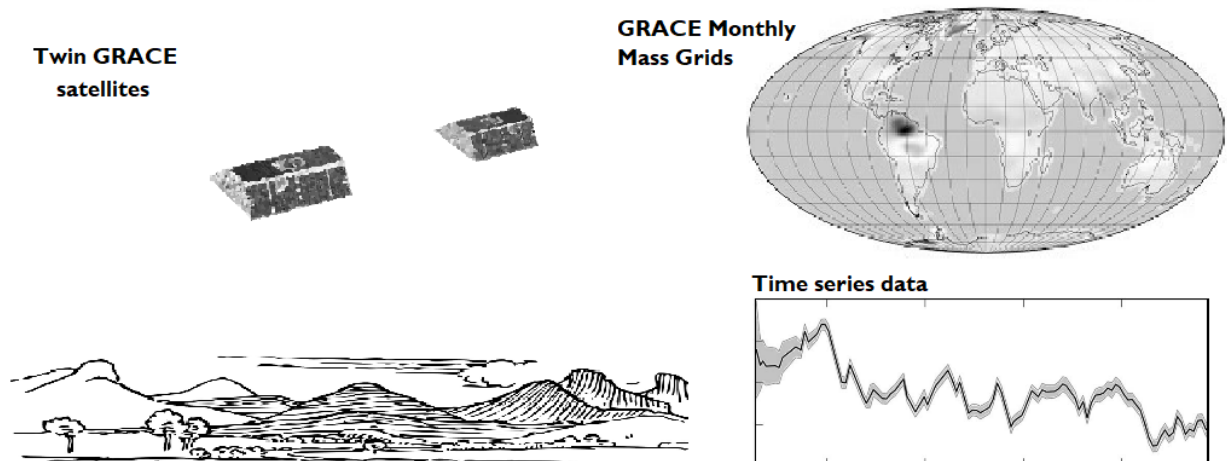 Twin GRACE
satellites
GRACE Monthly
Mass Grids
Time series data